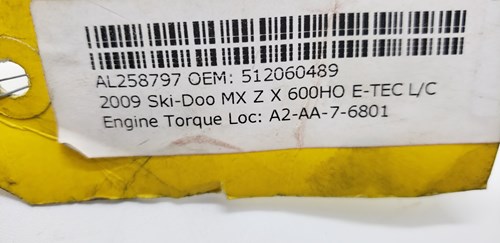 AL258797 OEM: 512060489
2009 Ski-Doo MX Z X 600HO E-TEC L/C
Engine Torque Loc: A2-AA-7-6801